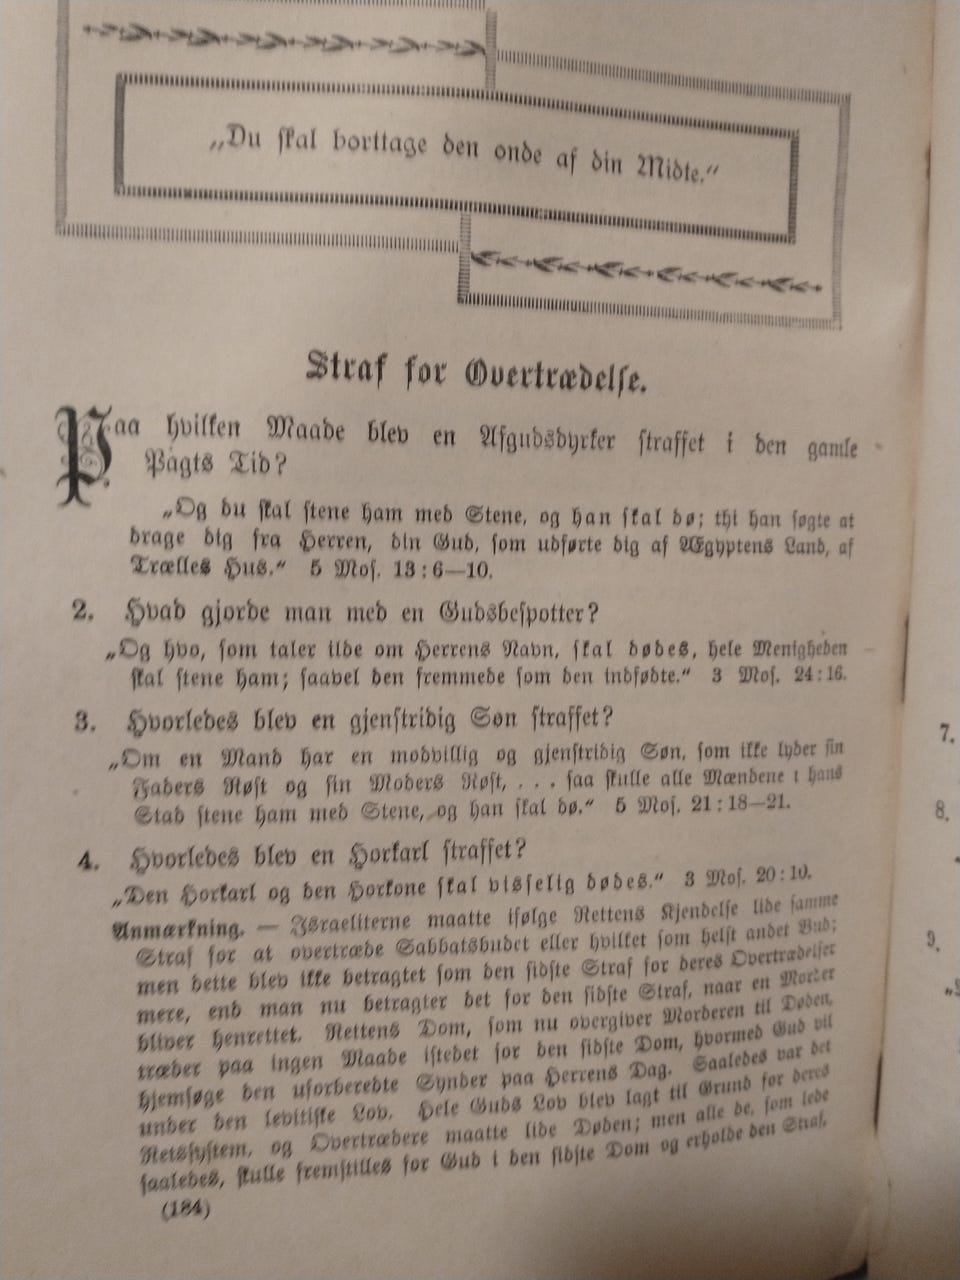 „Du skal borttage den onde af din Midte.“
Straf for Overtrædelse.
Paa hvilken Maade blev en Afgudsdyrker straffet i den gamle
Pagts Tid?
„Og du skal stene ham med Stene, og han skal dø; thi han søgte at
drage dig fra Herren, din Gud, som udførte dig af Ægyptens Land, af
Trælles Hus.“ 5 Mos. 13:6—10.
2. Hvad gjorde man med en Gudsbespotter?
„Og hvo, som taler ilde om Herrens Navn, skal dødes, hele Menigheden
skal stene ham; saavel den fremmede som den indfødte.“ 3 Mos. 24:16.
3. Hvorledes blev en gjenstridig Søn straffet?
„Om en Mand har en modvillig og gjenstridig Søn, som ikke lyder sin
Faders Røst og sin Moders Røst, . . . saa skulle alle Mændene i hans
Stad stene ham med Stene, og han skal dø.“ 5 Mos. 21:18—21.
4. Hvorledes blev en Horkarl straffet?
„Den Horkarl og den Horkone skal visselig dødes.“ 3 Mos. 20:10.
Anmærkning. — Israeliterne maatte ifølge Rettens Kjendelse lide samme
Straf for at overtræde Sabbatsbudet eller hvilket som helst andet Bud;
men dette blev ikke betragtet som den sidste Straf for deres Overtrædelser
mere, end man nu betragter det for den sidste Straf, naar en Morder
bliver henrettet. Rettens Dom, som nu overgiver Morderen til Døden,
træder paa ingen Maade istedet for den sidste Dom, hvormed Gud vil
hjemsøge den uforberedte Synder paa Herrens Dag. Saaledes var det
under den levitiske Lov. Hele Guds Lov blev lagt til Grund for deres
Retssystem, og Overtrædere maatte lide Døden; men alle de, som lede
saaledes, skulle fremstilles for Gud i den sidste Dom og erholde den Straf,
(184)
7.
8.
9.